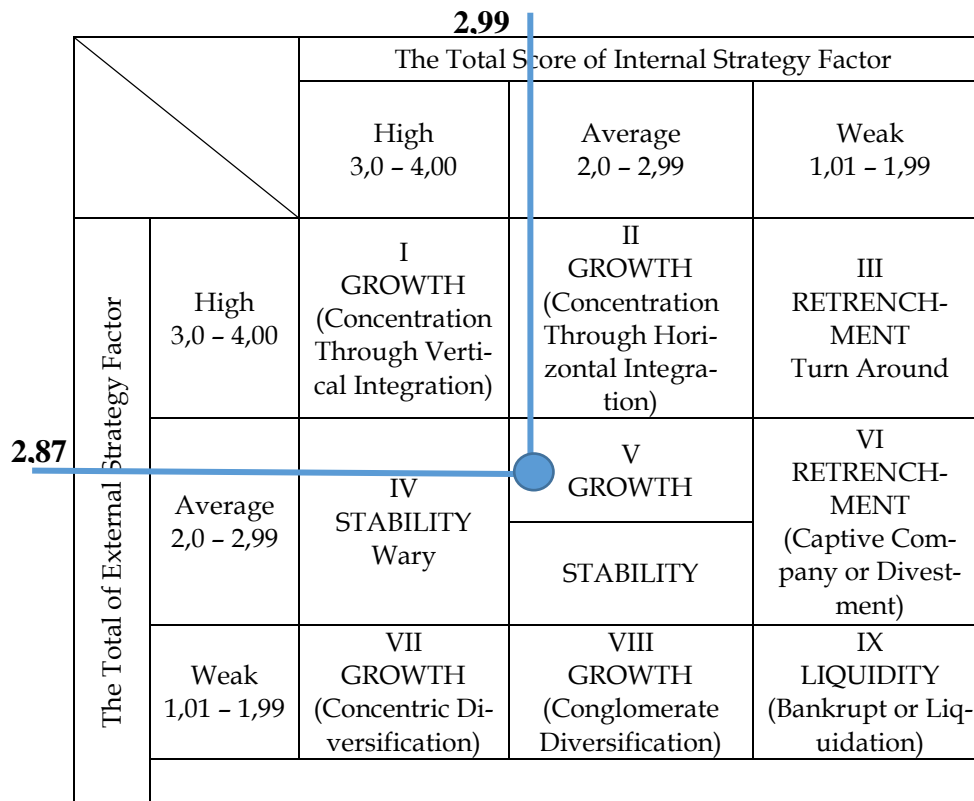 2,99
The Total Score of Internal Strategy Factor
High
3,0 – 4,00
Average
2,0 – 2,99
Weak
1,01 – 1,99
The Total of External Strategy Factor
High
3,0 – 4,00
I
GROWTH
(Concentration
Through Verti-
cal Integration)
II
GROWTH
(Concentration
Through Hori-
zontal Integra-
tion)
III
RETRENCH-
MENT
Turn Around
2,87
Average
2,0 – 2,99
IV
STABILITY
Wary
V
GROWTH
STABILITY
VI
RETRENCH-
MENT
(Captive Com-
pany or Divest-
ment)
Weak
1,01 – 1,99
VII
GROWTH
(Concentric Di-
versification)
VIII
GROWTH
(Conglomerate
Diversification)
IX
LIQUIDITY
(Bankrupt or Liq-
uidation)